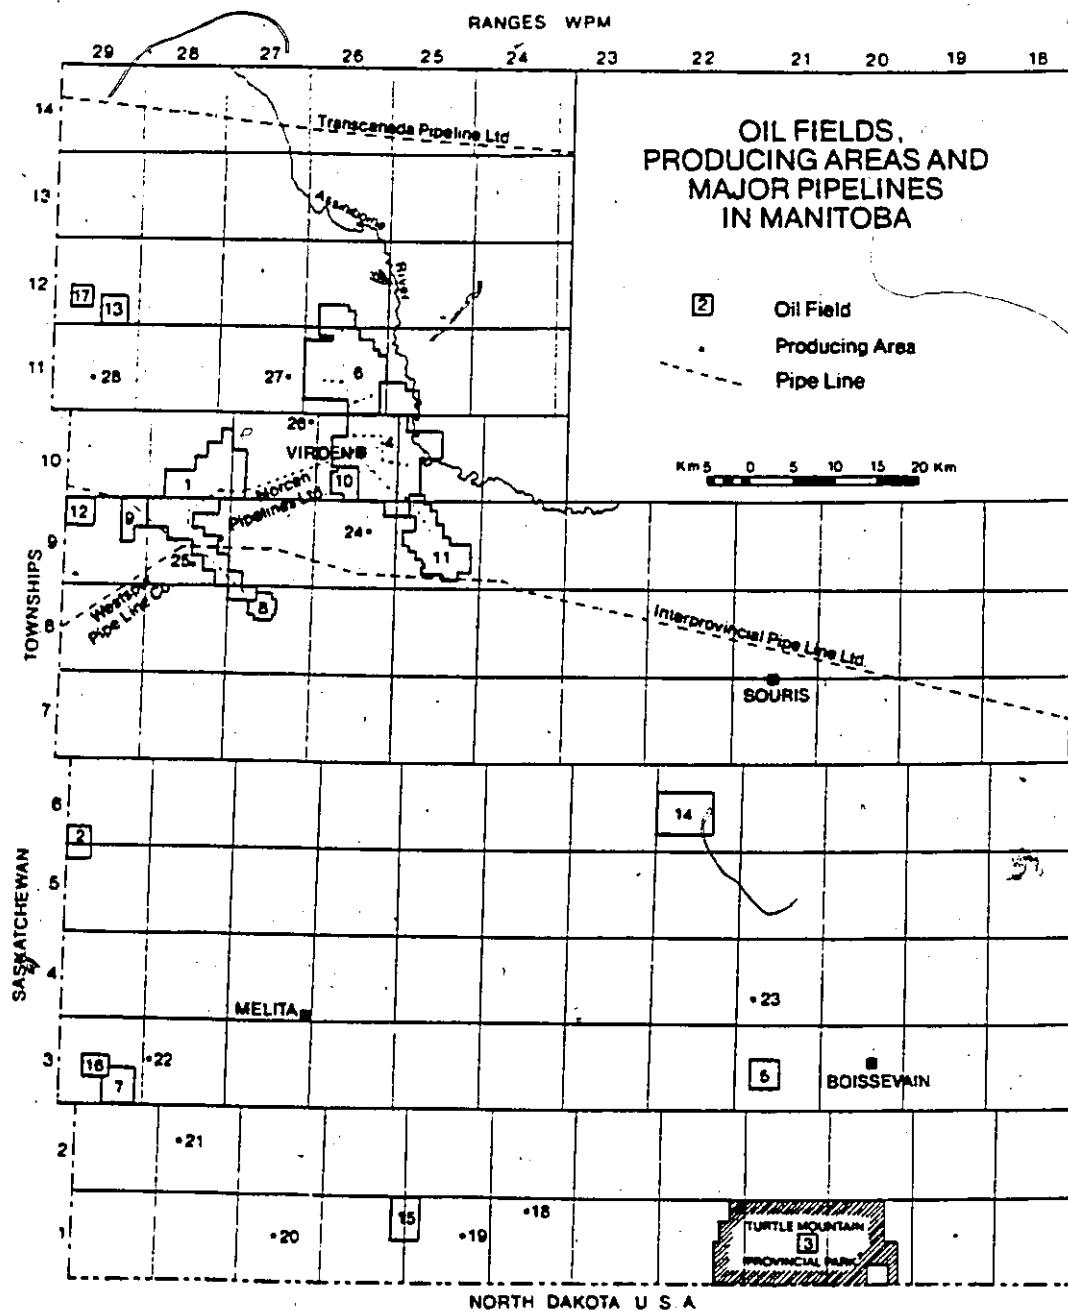 RANGES WPM
29 28 27 26 25 24 23 22 21 20 19 18
14
Transcanada Pipeline Ltd
OIL FIELDS,
PRODUCING AREAS AND
MAJOR PIPELINES
IN MANITOBA
13
Assiniboine
River
12
17
13
2 Oil Field
Producing Area
Pipe Line
11
28
27
6
26
VIRDEN
4
10
1
10
Norcen
Pipelines Ltd
Km 5 0 5 10 15 20 Km
12
9
9
24
11
25
TOWNSHIPS
8
Pipe Line Co
8
Interprovincial Pipe Line Ltd
7
SOURIS
6
2
14
SASKATCHEWAN
5
4
MELITA
23
3
16
7
22
5
BOISSEVAIN
2
21
1
20
15
19
18
TURTLE MOUNTAIN
3
PROVINCIAL PARK
NORTH DAKOTA U S A